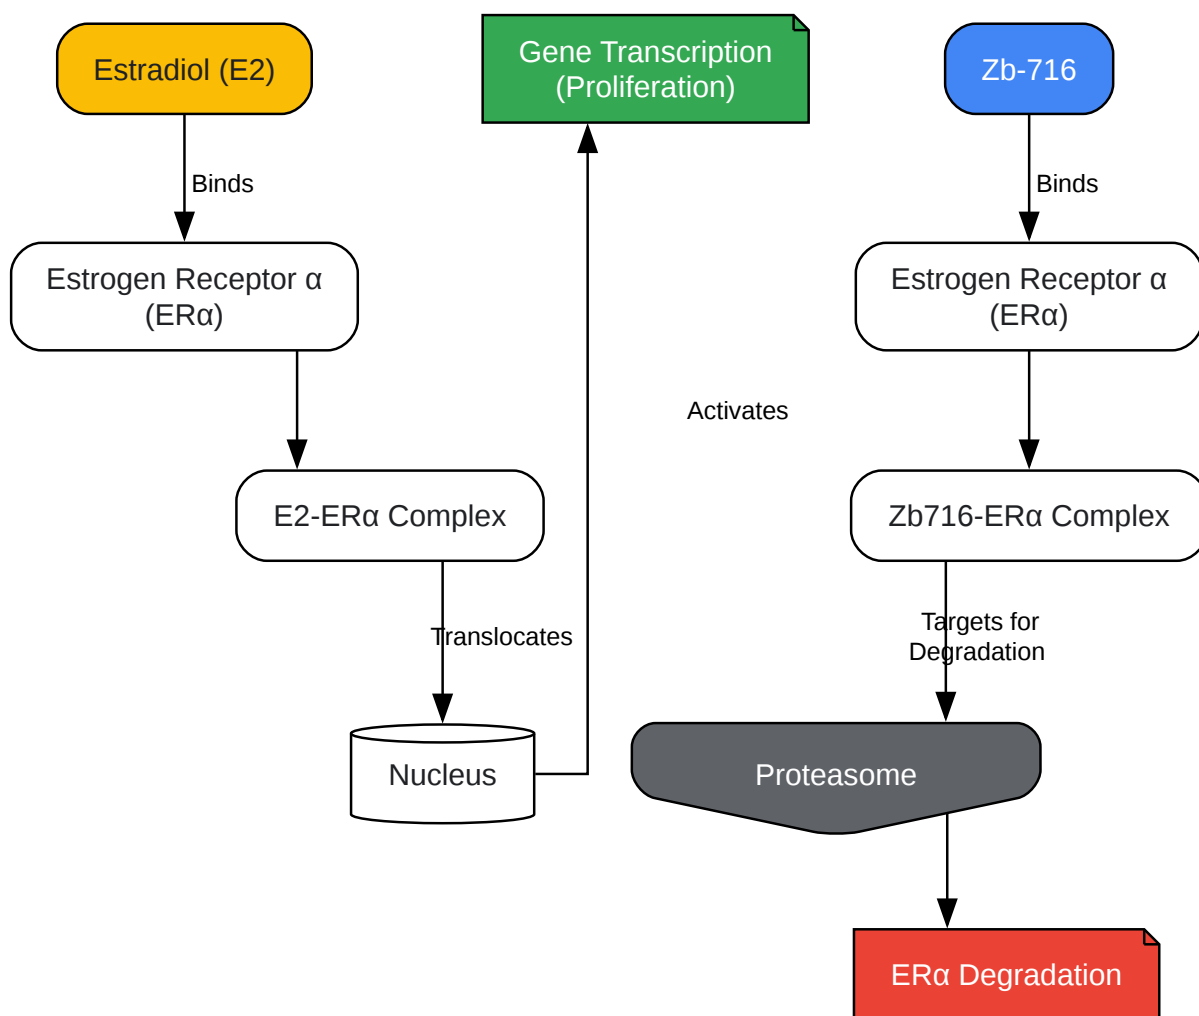 Estradiol (E2)
Gene Transcription
(Proliferation)
Zb-716
Binds
Binds
Estrogen Receptor α
(ERα)
Estrogen Receptor α
(ERα)
Activates
E2-ERα Complex
Zb716-ERα Complex
Translocates
Targets for
Degradation
Nucleus
Proteasome
ERα Degradation